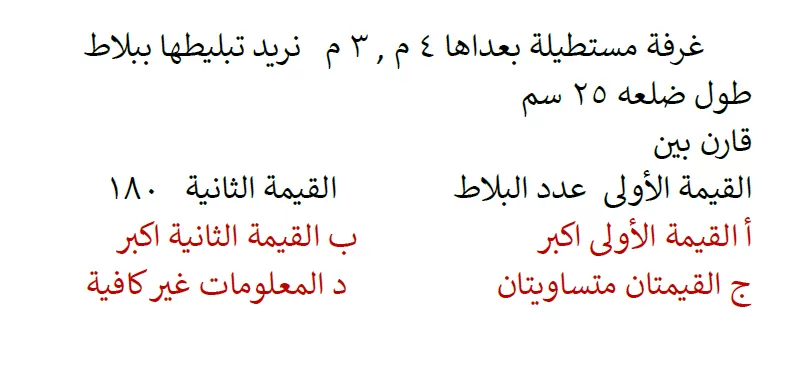 غرفة مستطيلة بعداها ٤ م , ٣ م نريد تبليطها ببلاط
طول ضلعه ٢٥ سم
قارن بين
القيمة الأولى عدد البلاط القيمة الثانية ١٨٠
أ القيمة الأولى اكبر ب القيمة الثانية اكبر
ج القيمتان متساويتان د المعلومات غير كافية